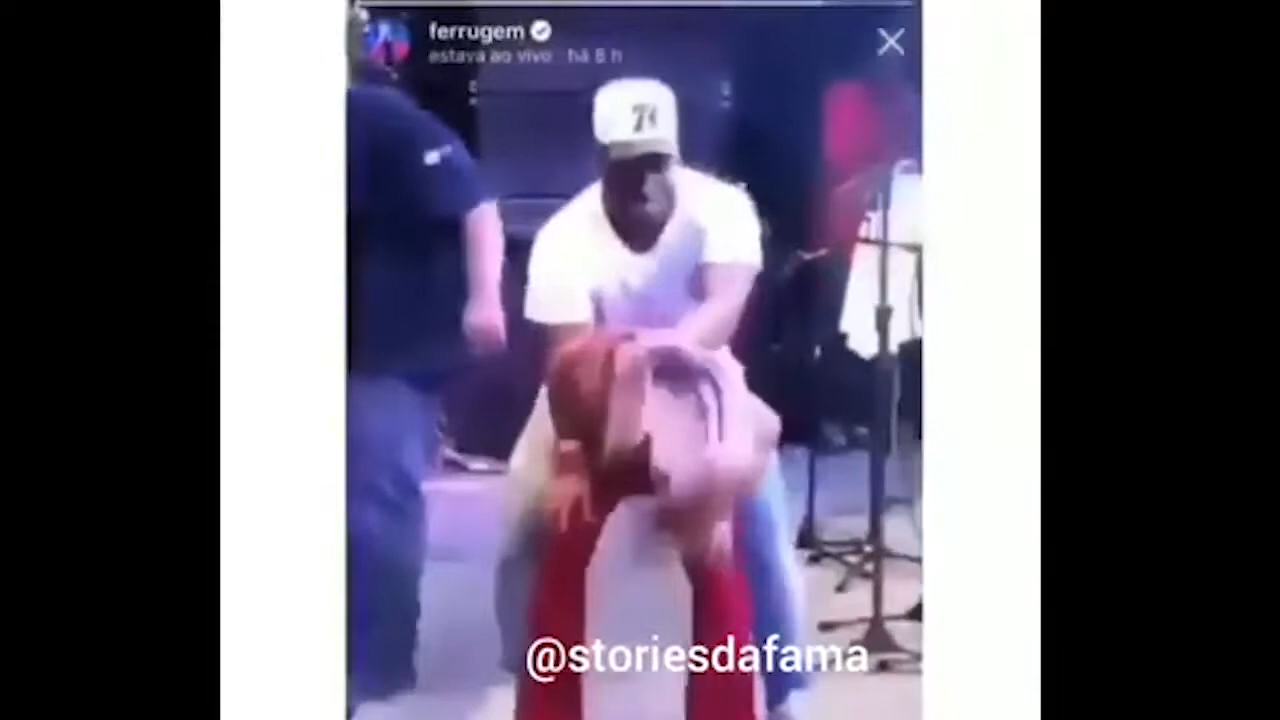 ferrugem
estava ao vivo · há 8 h
@storiesdafama